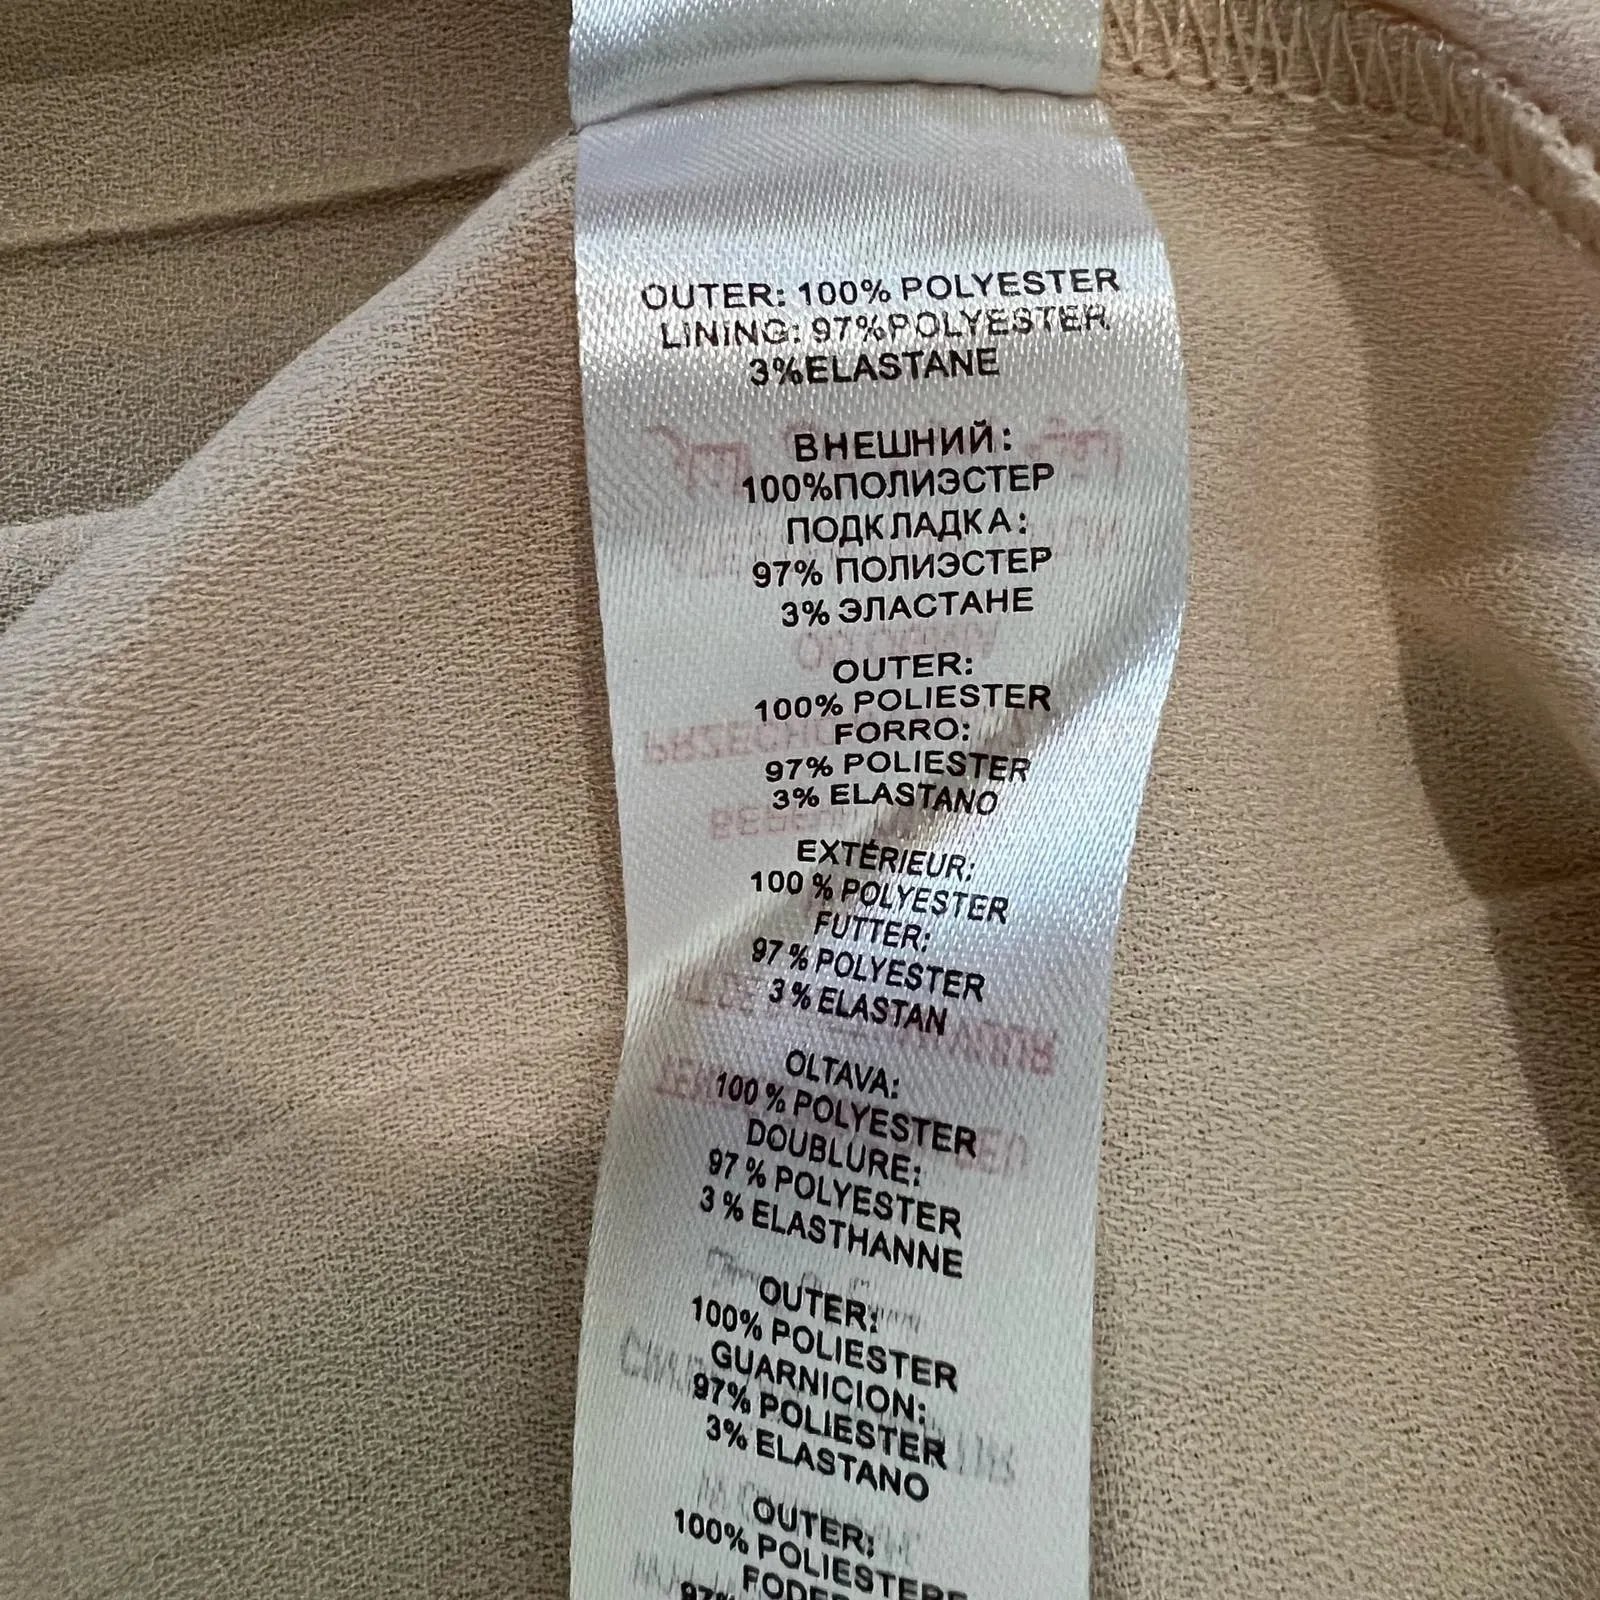 OUTER: 100% POLYESTER
LINING: 97%POLYESTER
3%ELASTANE
ВНЕШНИЙ:
100%ПОЛИЭСТЕР
ПОДКЛАДКА:
97% ПОЛИЭСТЕР
3% ЭЛАСТАНЕ
OUTER:
100% POLIESTER
FORRO:
97% POLIESTER
3% ELASTANO
EXTÉRIEUR:
100 % POLYESTER
FUTTER:
97 % POLYESTER
3 % ELASTAN
OLTAVA:
100 % POLYESTER
DOUBLURE:
97 % POLYESTER
3 % ELASTHANNE
OUTER:
100% POLIESTER
GUARNICION:
97% POLIESTER
3% ELASTANO
OUTER:
100% POLIESTERE